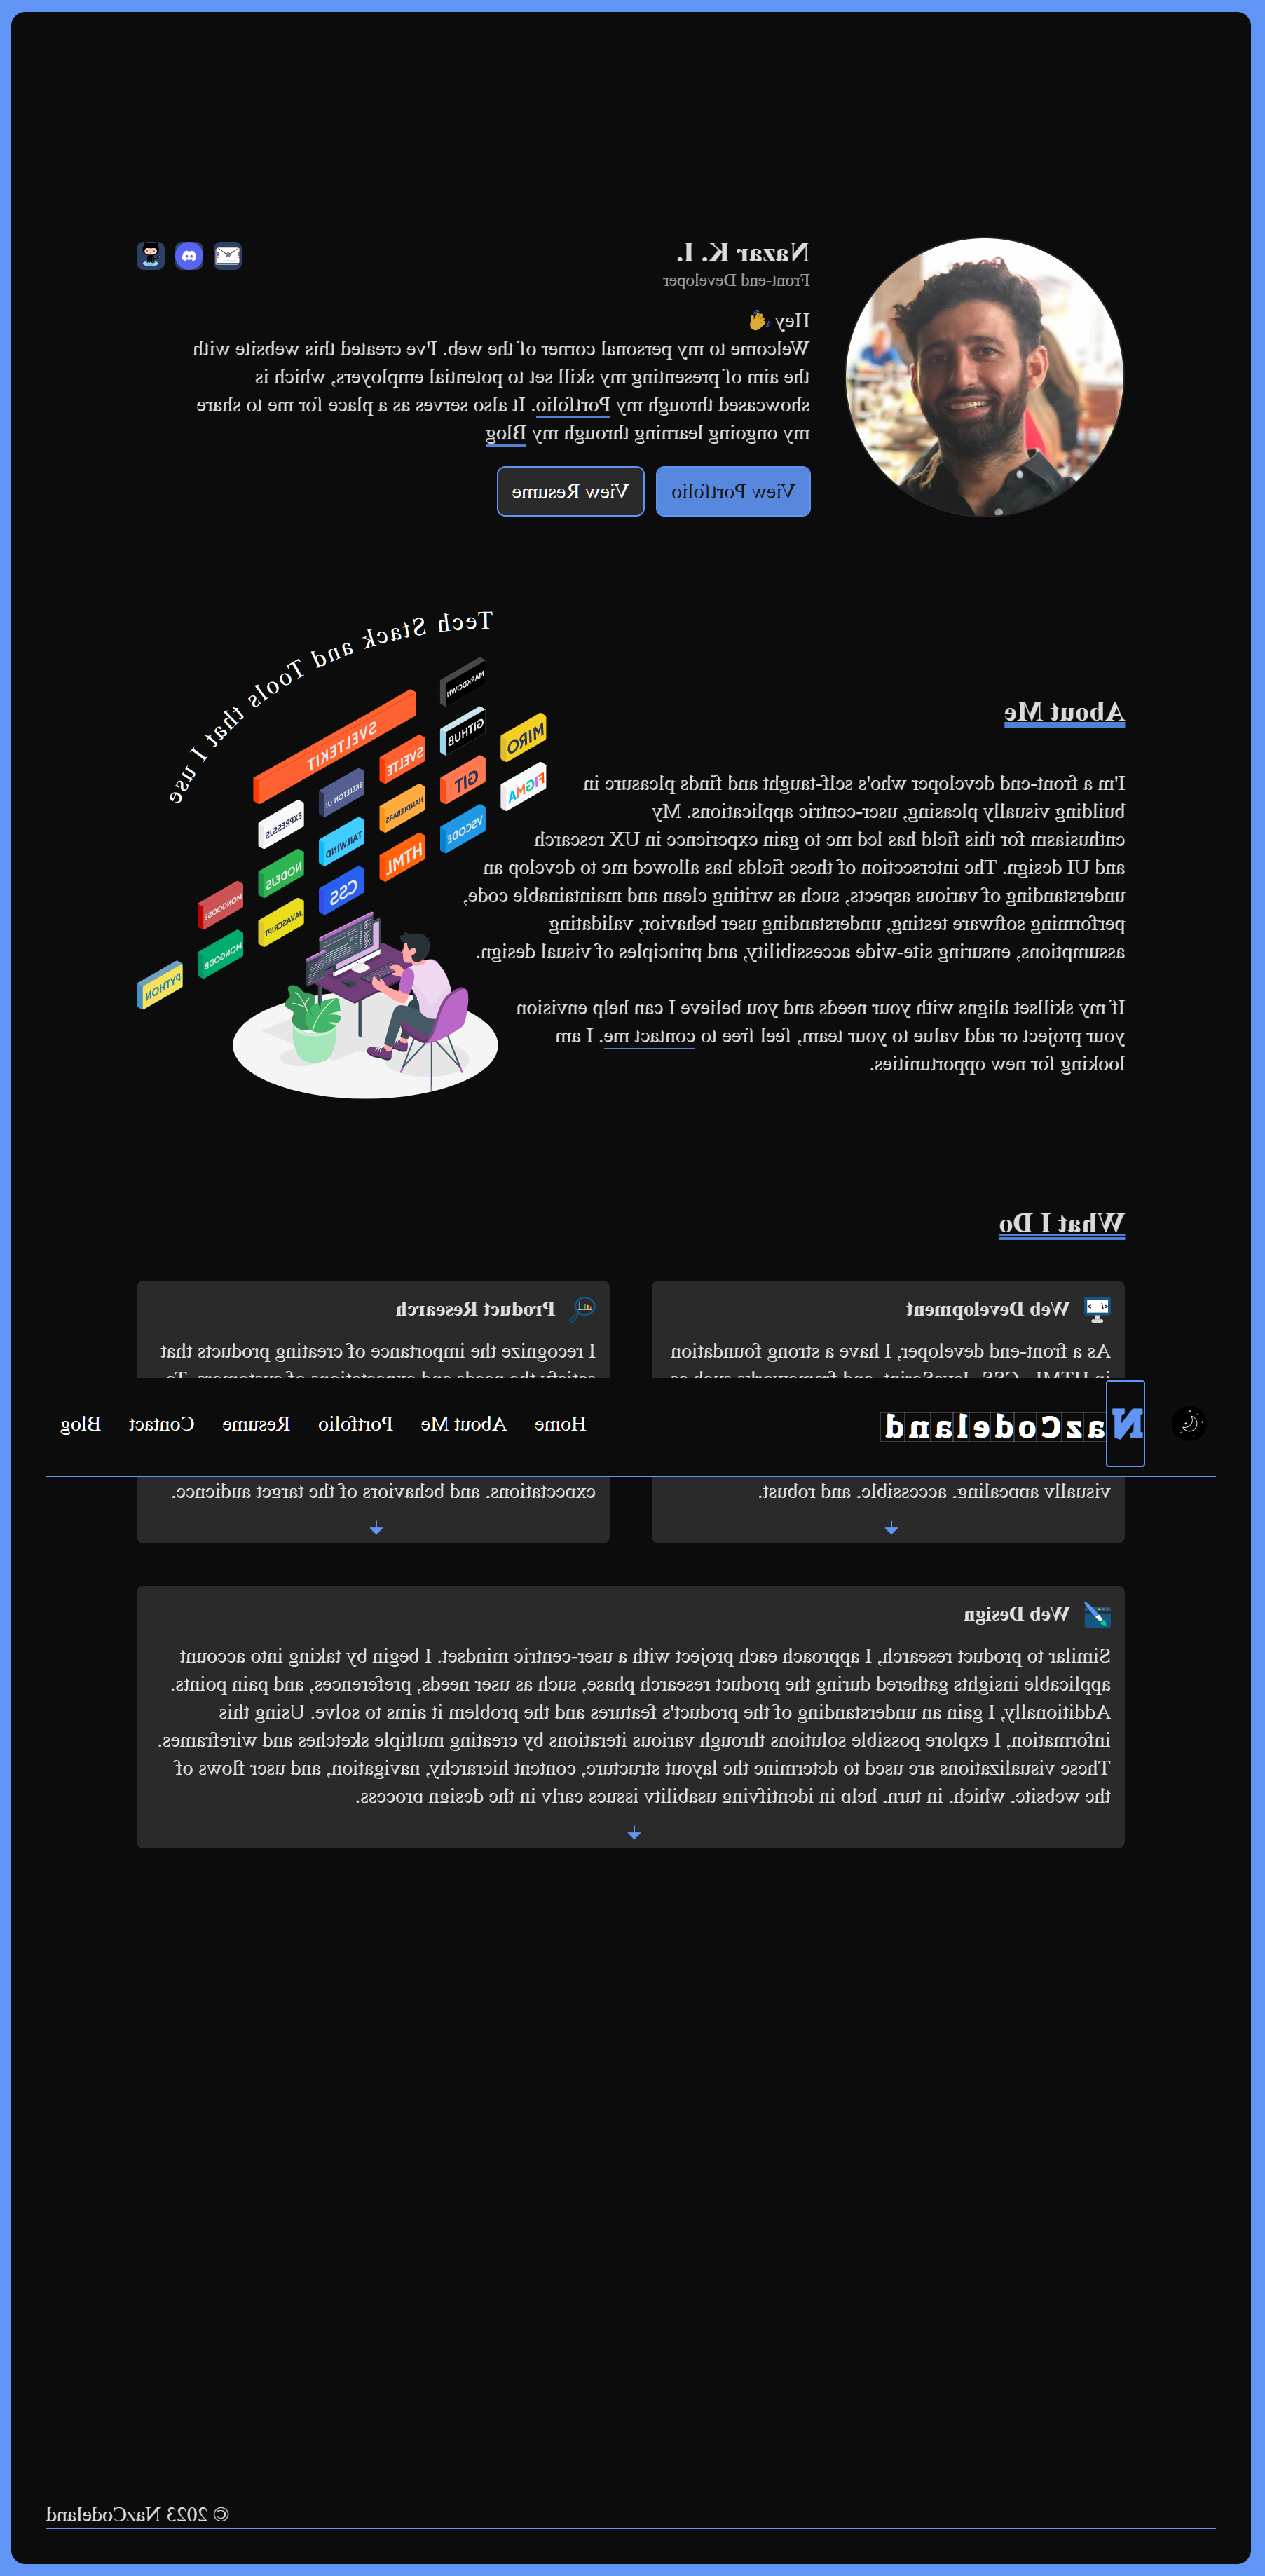 Nazar K. I.
Front-end Developer
Hey 👋
Welcome to my personal corner of the web. I've created this website with
the aim of presenting my skill set to potential employers, which is
showcased through my Portfolio. It also serves as a place for me to share
my ongoing learning through my Blog
View Portfolio
View Resume
Tech Stack and Tools that I use
MARKDOWN
SVELTEKIT
GITHUB
MIRO
SVELTE
SKELETON UI
EXPRESSJS
GIT
FIGMA
HANDLEBARS
TAILWIND
NODEJS
MONGOOSE
VSCODE
HTML
CSS
JAVASCRIPT
MONGODB
PYTHON
About Me
I'm a front-end developer who's self-taught and finds pleasure in
building visually pleasing, user-centric applications. My
enthusiasm for this field has led me to gain experience in UX research
and UI design. The intersection of these fields has allowed me to develop an
understanding of various aspects, such as writing clean and maintainable code,
performing software testing, understanding user behavior, validating
assumptions, ensuring site-wide accessibility, and principles of visual design.
If my skillset aligns with your needs and you believe I can help envision
your project or add value to your team, feel free to contact me. I am
looking for new opportunities.
What I Do
Web Development
As a front-end developer, I have a strong foundation
in HTML, CSS, JavaScript, and frameworks such as
visually appealing, accessible, and robust.
Product Research
I recognize the importance of creating products that
satisfy the needs and expectations of customers. To
expectations, and behaviors of the target audience.
NazCodeland
Home
About Me
Portfolio
Resume
Contact
Blog
Web Design
Similar to product research, I approach each project with a user-centric mindset. I begin by taking into account
applicable insights gathered during the product research phase, such as user needs, preferences, and pain points.
Additionally, I gain an understanding of the product's features and the problem it aims to solve. Using this
information, I explore possible solutions through various iterations by creating multiple sketches and wireframes.
These visualizations are used to determine the layout structure, content hierarchy, navigation, and user flows of
the website, which, in turn, help in identifying usability issues early in the design process.
© 2023 NazCodeland